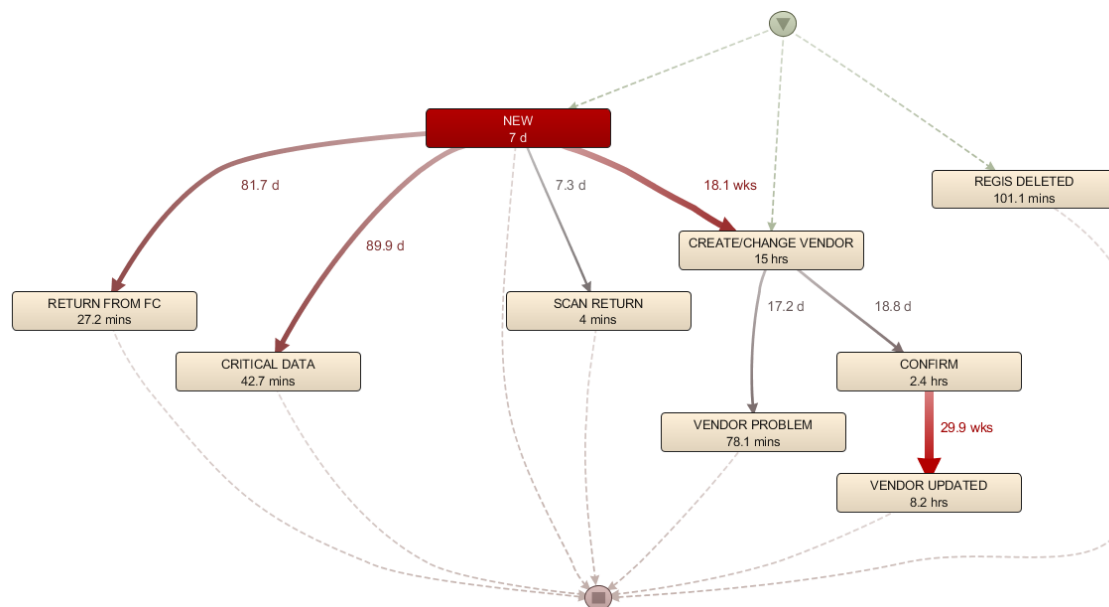 NEW
7 d
81.7 d
7.3 d
18.1 wks
REGIS DELETED
101.1 mins
89.9 d
CREATE/CHANGE VENDOR
15 hrs
RETURN FROM FC
27.2 mins
SCAN RETURN
4 mins
17.2 d
18.8 d
CRITICAL DATA
42.7 mins
CONFIRM
2.4 hrs
VENDOR PROBLEM
78.1 mins
29.9 wks
VENDOR UPDATED
8.2 hrs